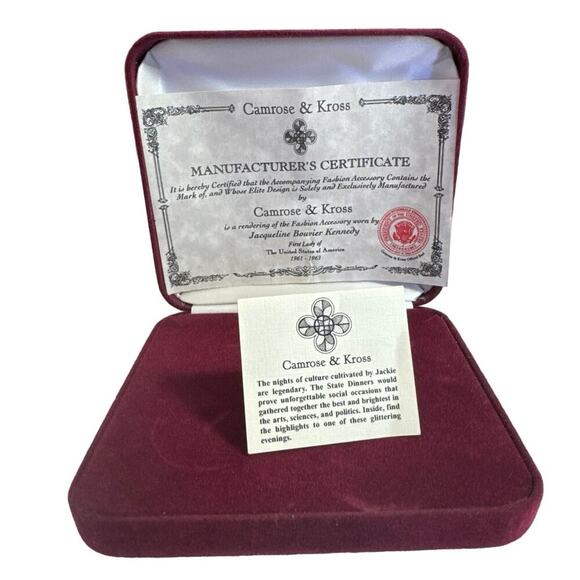 Camrose & Kross
MANUFACTURER'S CERTIFICATE
It is hereby Certified that the Accompanying Fashion Accessory Contains the
Mark of, and Whose Elite Design is Solely and Exclusively Manufactured
by
Camrose & Kross
is a rendering of the Fashion Accessory worn by
Jacqueline Bouvier Kennedy
First Lady of
The United States of America
1961 - 1963
Camrose & Kross Official Seal
Camrose & Kross
The nights of culture cultivated by Jackie
are legendary. The State Dinners would
prove unforgettable social occasions that
gathered together the best and brightest in
the arts, sciences, and politics. Inside, find
the highlights to one of these glittering
evenings.